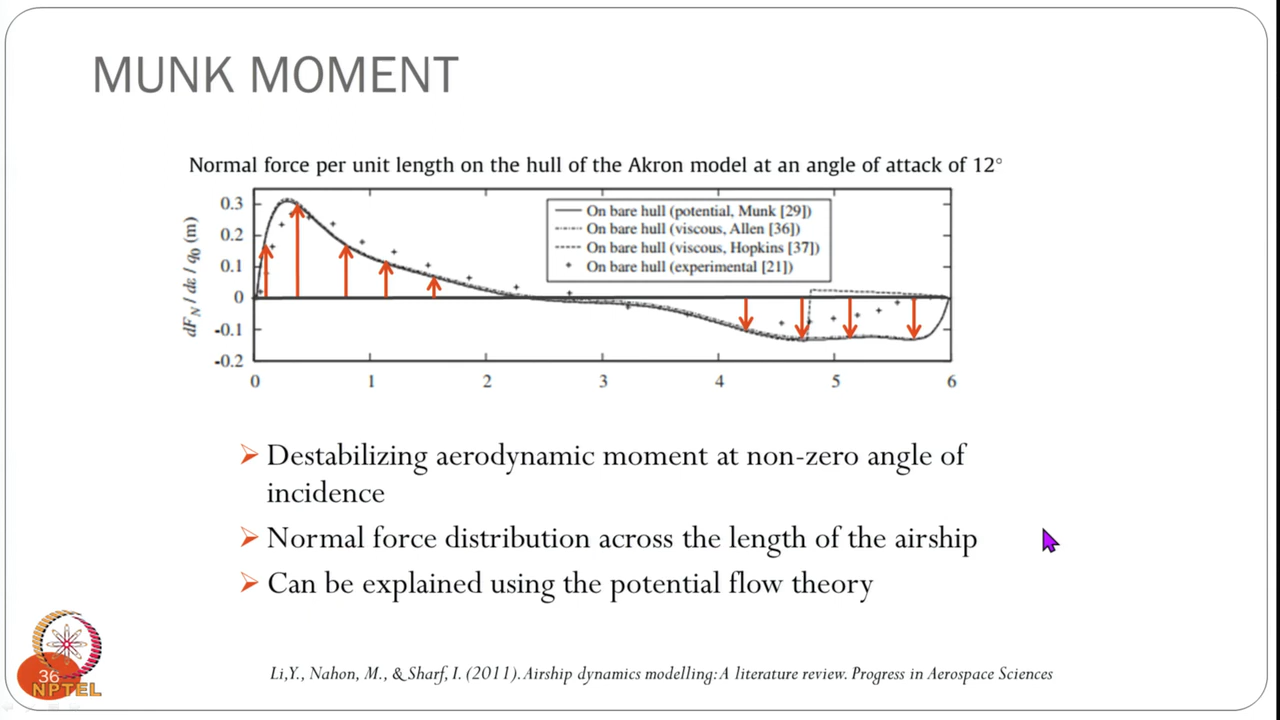 MUNK MOMENT
Normal force per unit length on the hull of the Akron model at an angle of attack of 12°
dF_N / dε / q_0 (m)
0.3
0.2
0.1
0
-0.1
-0.2
On bare hull (potential, Munk [29])
On bare hull (viscous, Allen [36])
On bare hull (viscous, Hopkins [37])
On bare hull (experimental [21])
0 1 2 3 4 5 6
Destabilizing aerodynamic moment at non-zero angle of
incidence
Normal force distribution across the length of the airship
Can be explained using the potential flow theory
Li,Y., Nahon, M., & Sharf, I. (2011). Airship dynamics modelling: A literature review. Progress in Aerospace Sciences
36
NPTEL